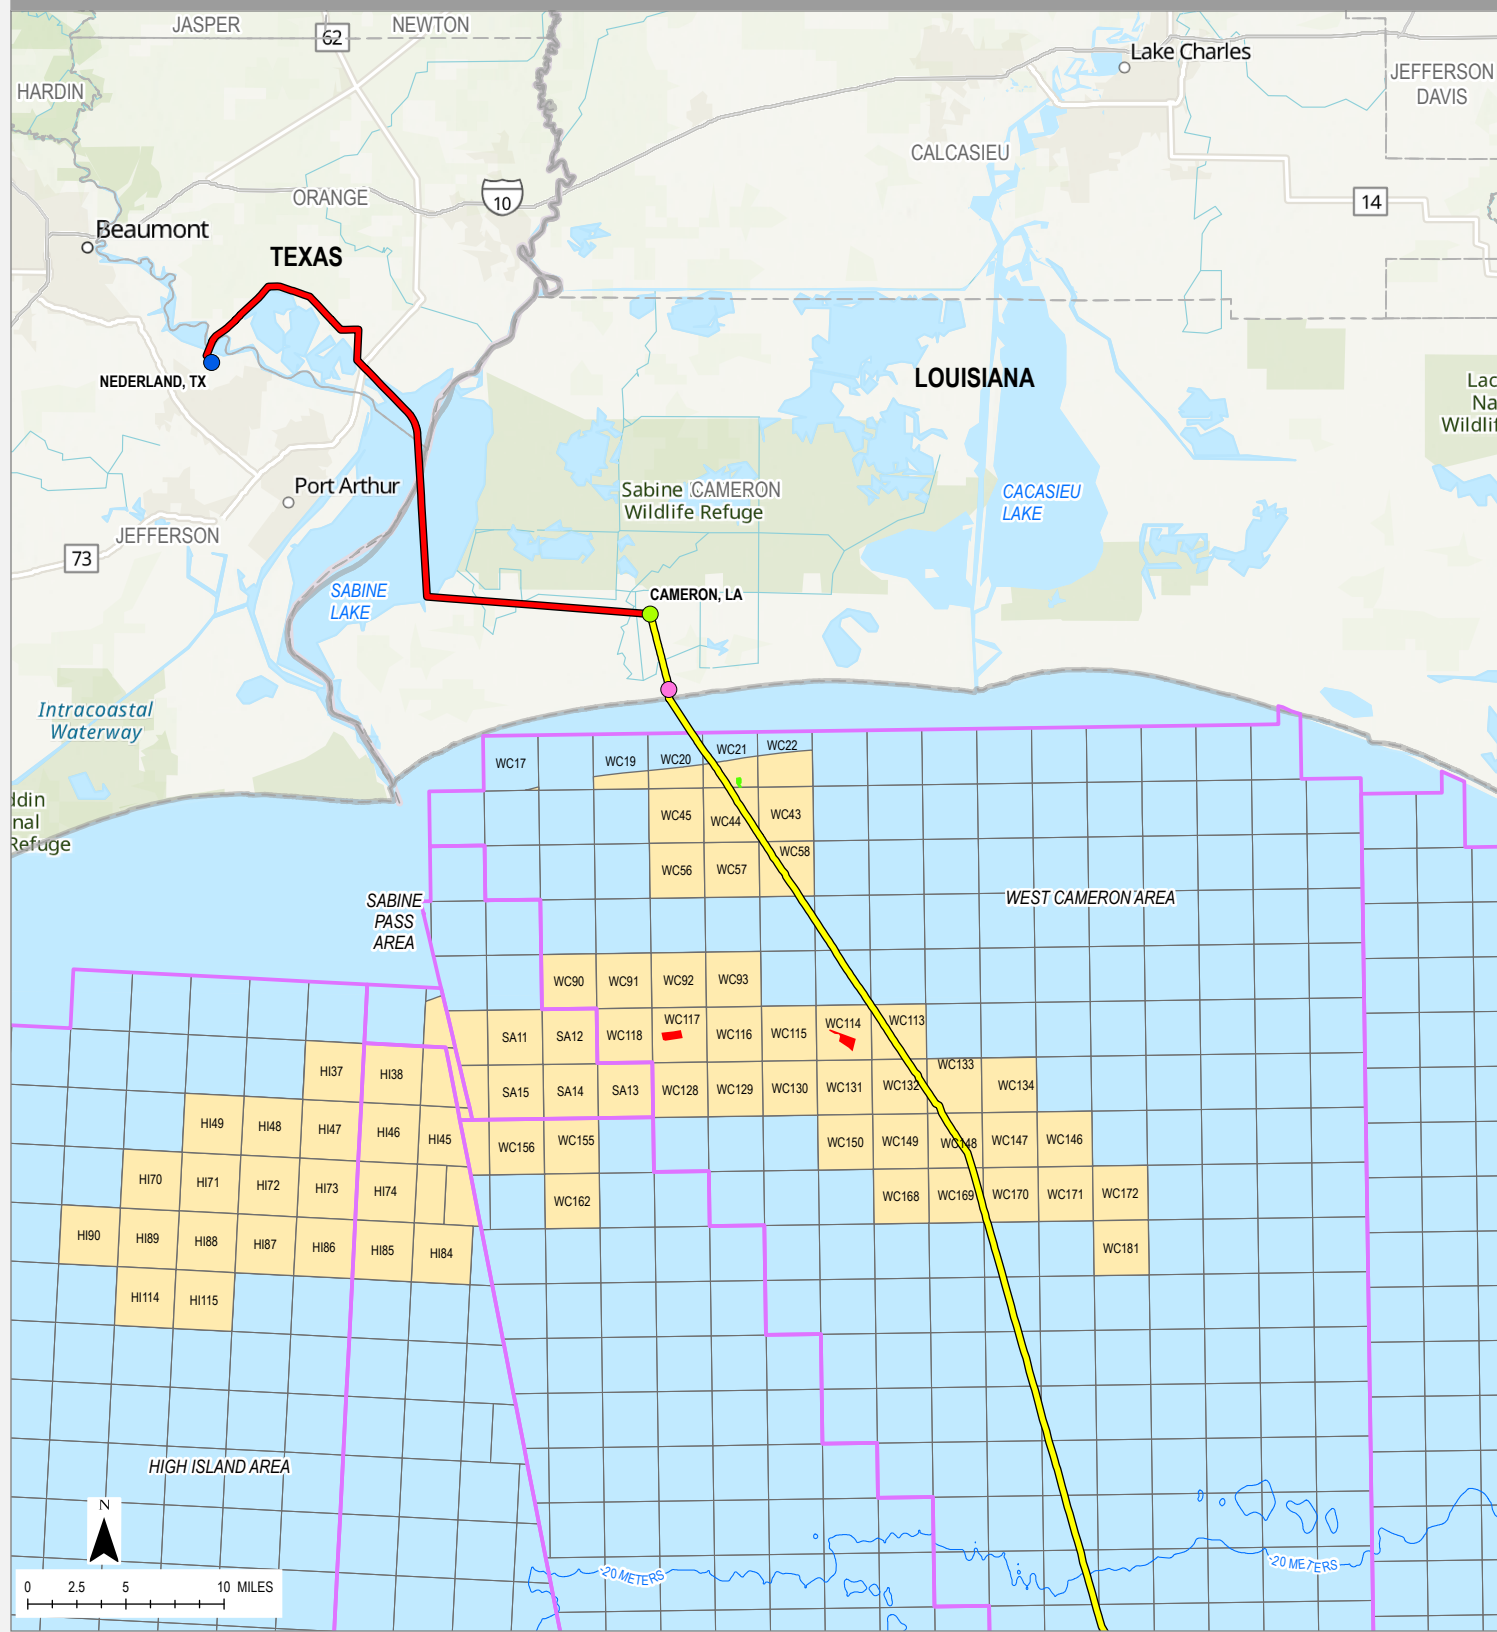 JASPER
NEWTON
62
Lake Charles
HARDIN
JEFFERSON
DAVIS
CALCASIEU
ORANGE
10
14
Beaumont
TEXAS
NEDERLAND, TX
LOUISIANA
Lac
Na
Wildlif
Port Arthur
Sabine
CAMERON
Wildlife Refuge
CACASIEU
LAKE
JEFFERSON
73
SABINE
LAKE
CAMERON, LA
Intracoastal
Waterway
ddin
nal
Refuge
WC17
WC19
WC20
WC21
WC22
WC45
WC44
WC43
WC56
WC57
WC58
SABINE
PASS
AREA
WEST CAMERON AREA
WC90
WC91
WC92
WC93
SA11
SA12
WC118
WC117
WC116
WC115
WC114
WC113
HI37
HI38
SA15
SA14
SA13
WC128
WC129
WC130
WC131
WC132
WC133
WC134
HI49
HI48
HI47
HI46
HI45
WC156
WC155
WC150
WC149
WC148
WC147
WC146
HI70
HI71
HI72
HI73
HI74
WC162
WC168
WC169
WC170
WC171
WC172
HI90
HI89
HI88
HI87
HI86
HI85
HI84
WC181
HI114
HI115
HIGH ISLAND AREA
N
-20 METERS
-20 METERS
0 2.5 5 10 MILES